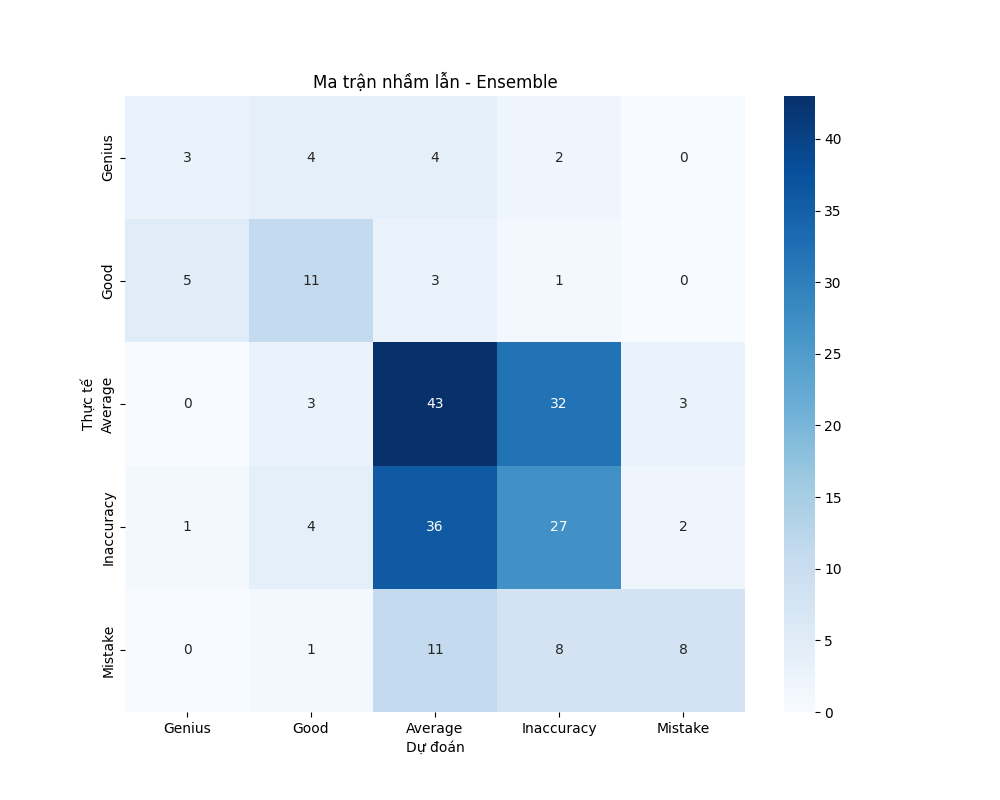 Ma trận nhầm lẫn - Ensemble
Thực tế
Genius
3 4 4 2 0
Good
5 11 3 1 0
Average
0 3 43 32 3
Inaccuracy
1 4 36 27 2
Mistake
0 1 11 8 8
Genius Good Average Inaccuracy Mistake
Dự đoán
40
35
30
25
20
15
10
5
0